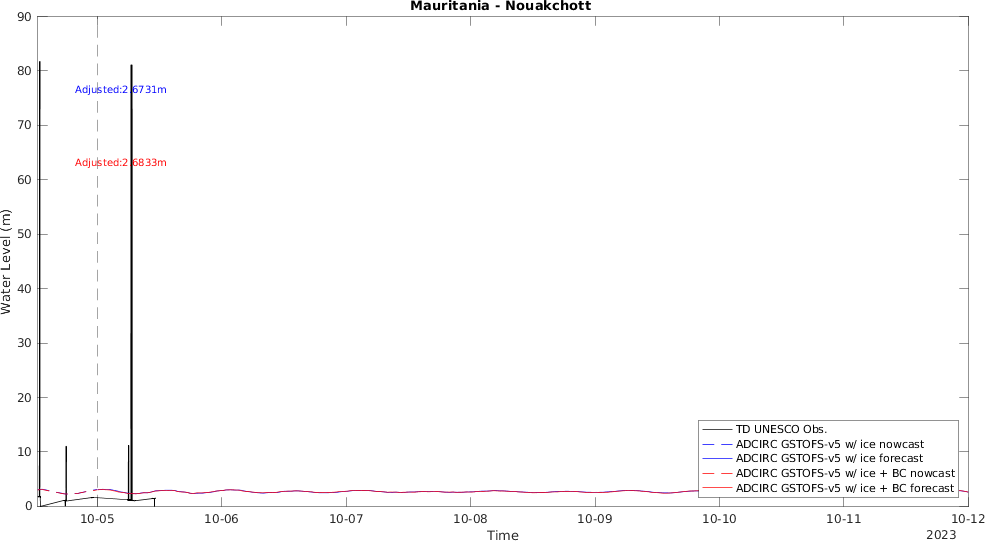 Mauritania - Nouakchott
90
80
70
60
50
40
30
20
10
0
Water Level (m)
Adjusted:2.6731m
Adjusted:2.6833m
TD UNESCO Obs.
ADCIRC GSTOFS-v5 w/ ice nowcast
ADCIRC GSTOFS-v5 w/ ice forecast
ADCIRC GSTOFS-v5 w/ ice + BC nowcast
ADCIRC GSTOFS-v5 w/ ice + BC forecast
10-05 10-06 10-07 10-08 10-09 10-10 10-11 10-12
Time
2023